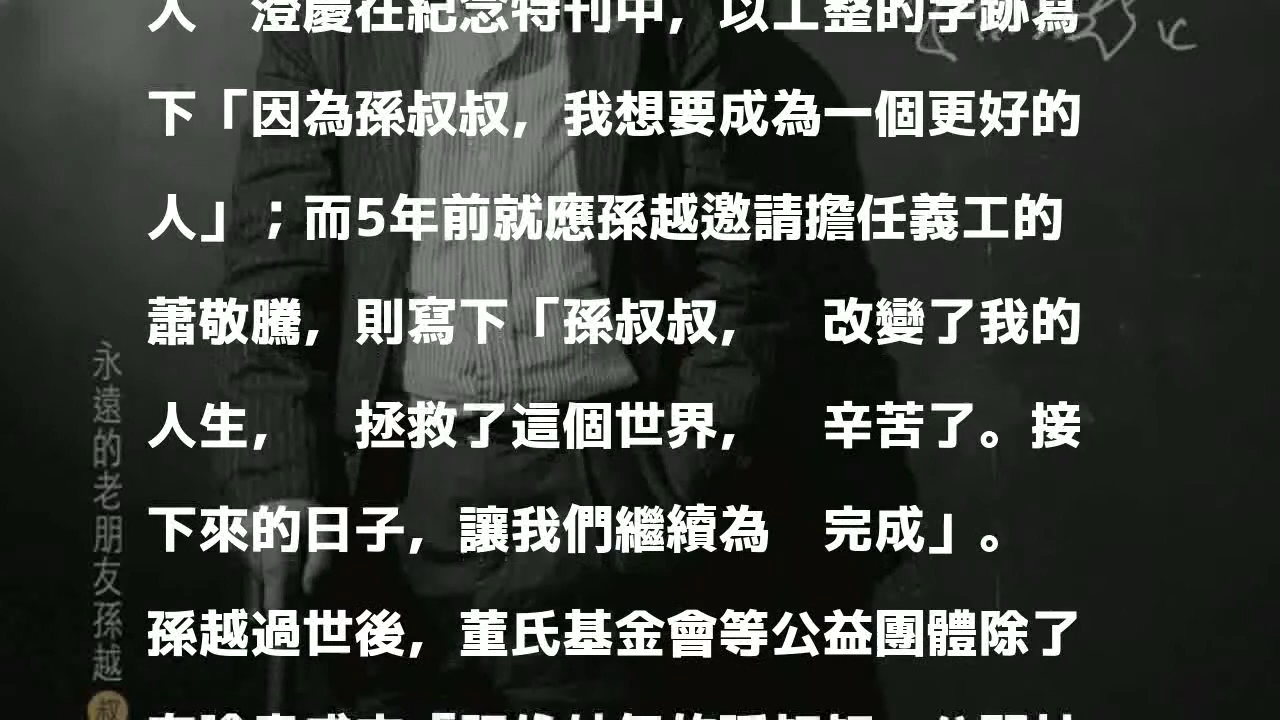 人　澄慶在紀念特刊中，以工整的字跡寫
下「因為孫叔叔，我想要成為一個更好的
人」；而5年前就應孫越邀請擔任義工的
蕭敬騰，則寫下「孫叔叔，　改變了我的
人生，　拯救了這個世界，　辛苦了。接
下來的日子，讓我們繼續為　完成」。
孫越過世後，董氏基金會等公益團體除了
永遠的老朋友孫越
叔